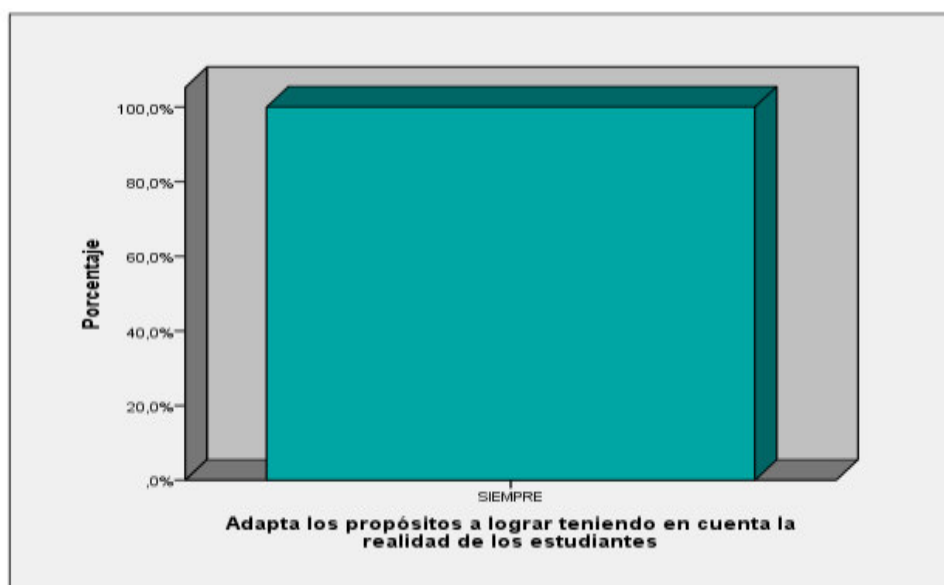 100,0%
80,0%
60,0%
40,0%
20,0%
,0%
Porcentaje
SIEMPRE
Adapta los propósitos a lograr teniendo en cuenta la
realidad de los estudiantes